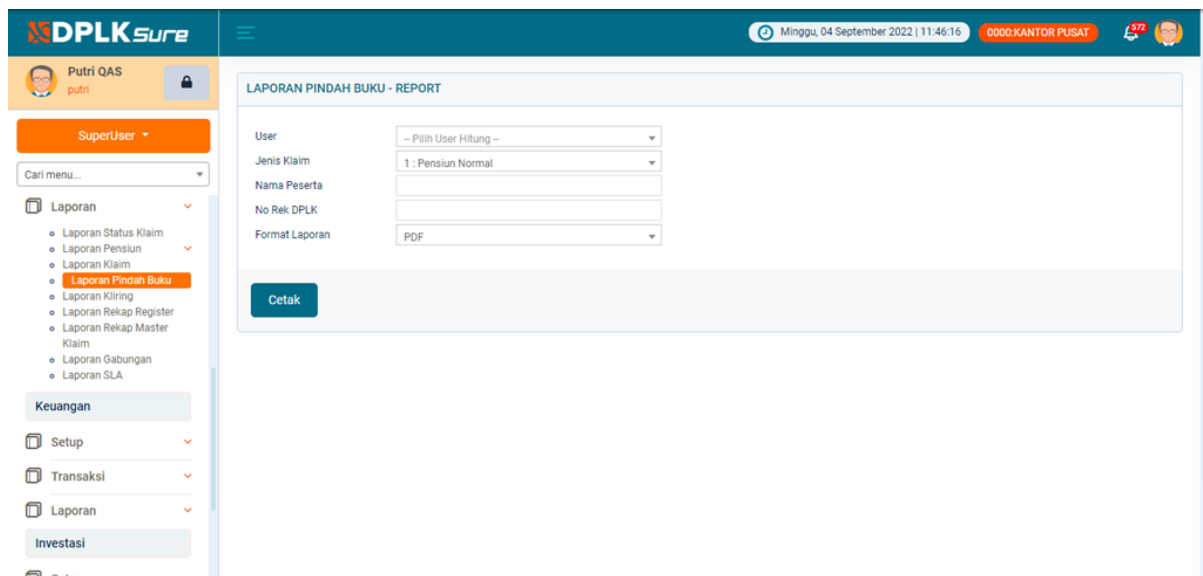 DPLKsure
Minggu, 04 September 2022 | 11:46:16
0000:KANTOR PUSAT
572
Putri QAS
putri
SuperUser
Cari menu...
Laporan
Laporan Status Klaim
Laporan Pensiun
Laporan Klaim
Laporan Pindah Buku
Laporan Kliring
Laporan Rekap Register
Laporan Rekap Master
Klaim
Laporan Gabungan
Laporan SLA
Keuangan
Setup
Transaksi
Laporan
Investasi
LAPORAN PINDAH BUKU - REPORT
User
-- Pilih User Hitung --
Jenis Klaim
1 : Pensiun Normal
Nama Peserta
No Rek DPLK
Format Laporan
PDF
Cetak